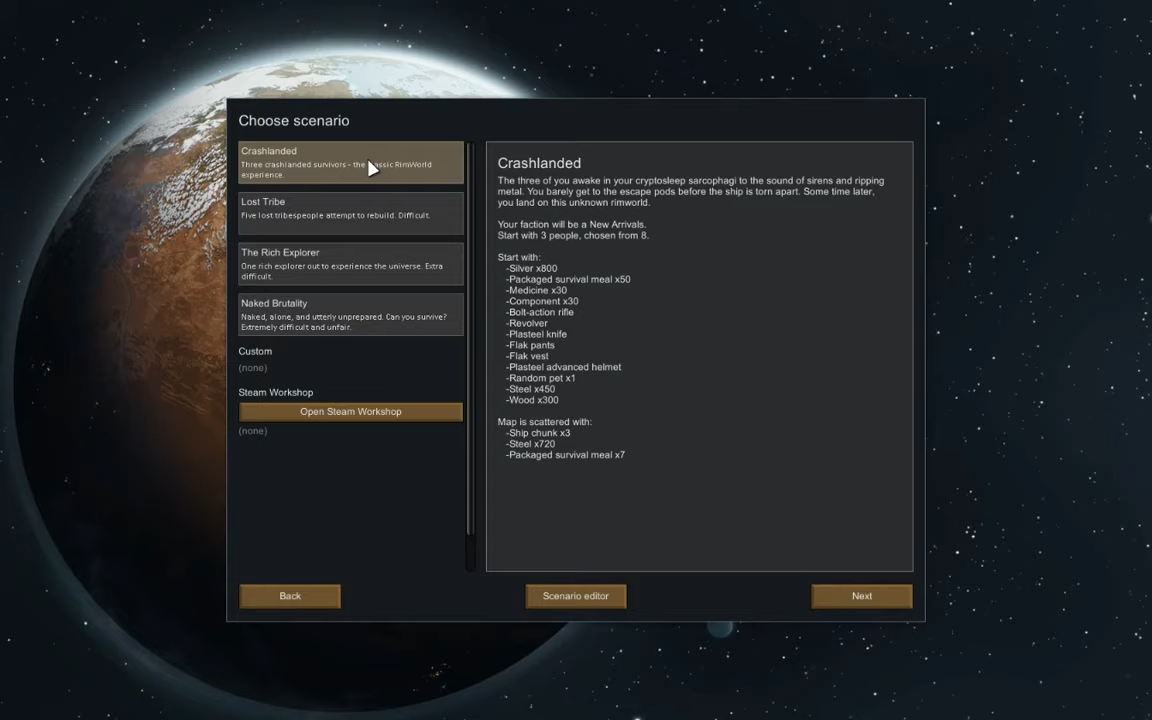 Choose scenario
Crashlanded
Three crashlanded survivors - the classic RimWorld
experience.
Lost Tribe
Five lost tribespeople attempt to rebuild. Difficult.
The Rich Explorer
One rich explorer out to experience the universe. Extra
difficult.
Naked Brutality
Naked, alone, and utterly unprepared. Can you survive?
Extremely difficult and unfair.
Custom
(none)
Steam Workshop
Open Steam Workshop
(none)
Crashlanded
The three of you awake in your cryptosleep sarcophagi to the sound of sirens and ripping
metal. You barely get to the escape pods before the ship is torn apart. Some time later,
you land on this unknown rimworld.
Your faction will be a New Arrivals.
Start with 3 people, chosen from 8.
Start with:
-Silver x800
-Packaged survival meal x50
-Medicine x30
-Component x30
-Bolt-action rifle
-Revolver
-Plasteel knife
-Flak pants
-Flak vest
-Plasteel advanced helmet
-Random pet x1
-Steel x450
-Wood x300
Map is scattered with:
-Ship chunk x3
-Steel x720
-Packaged survival meal x7
Back
Scenario editor
Next